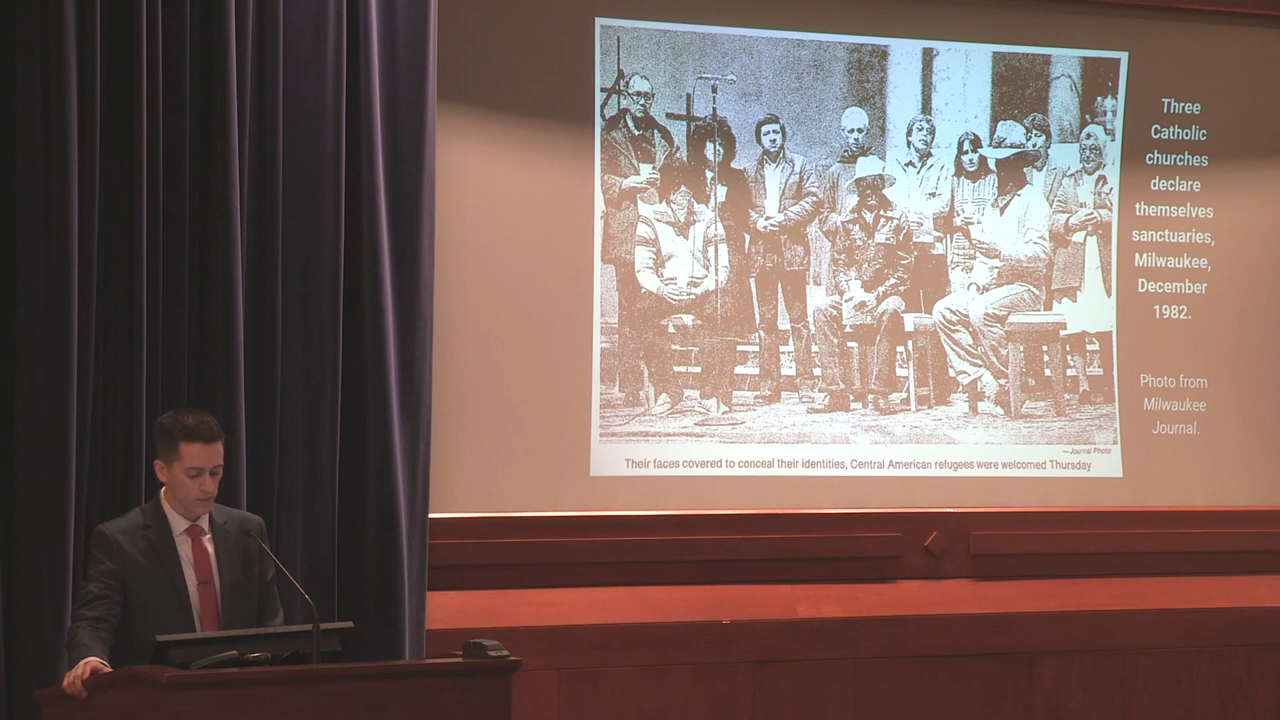 Three
Catholic
churches
declare
themselves
sanctuaries,
Milwaukee,
December
1982.
Photo from
Milwaukee
Journal.
—Journal Photo
Their faces covered to conceal their identities, Central American refugees were welcomed Thursday